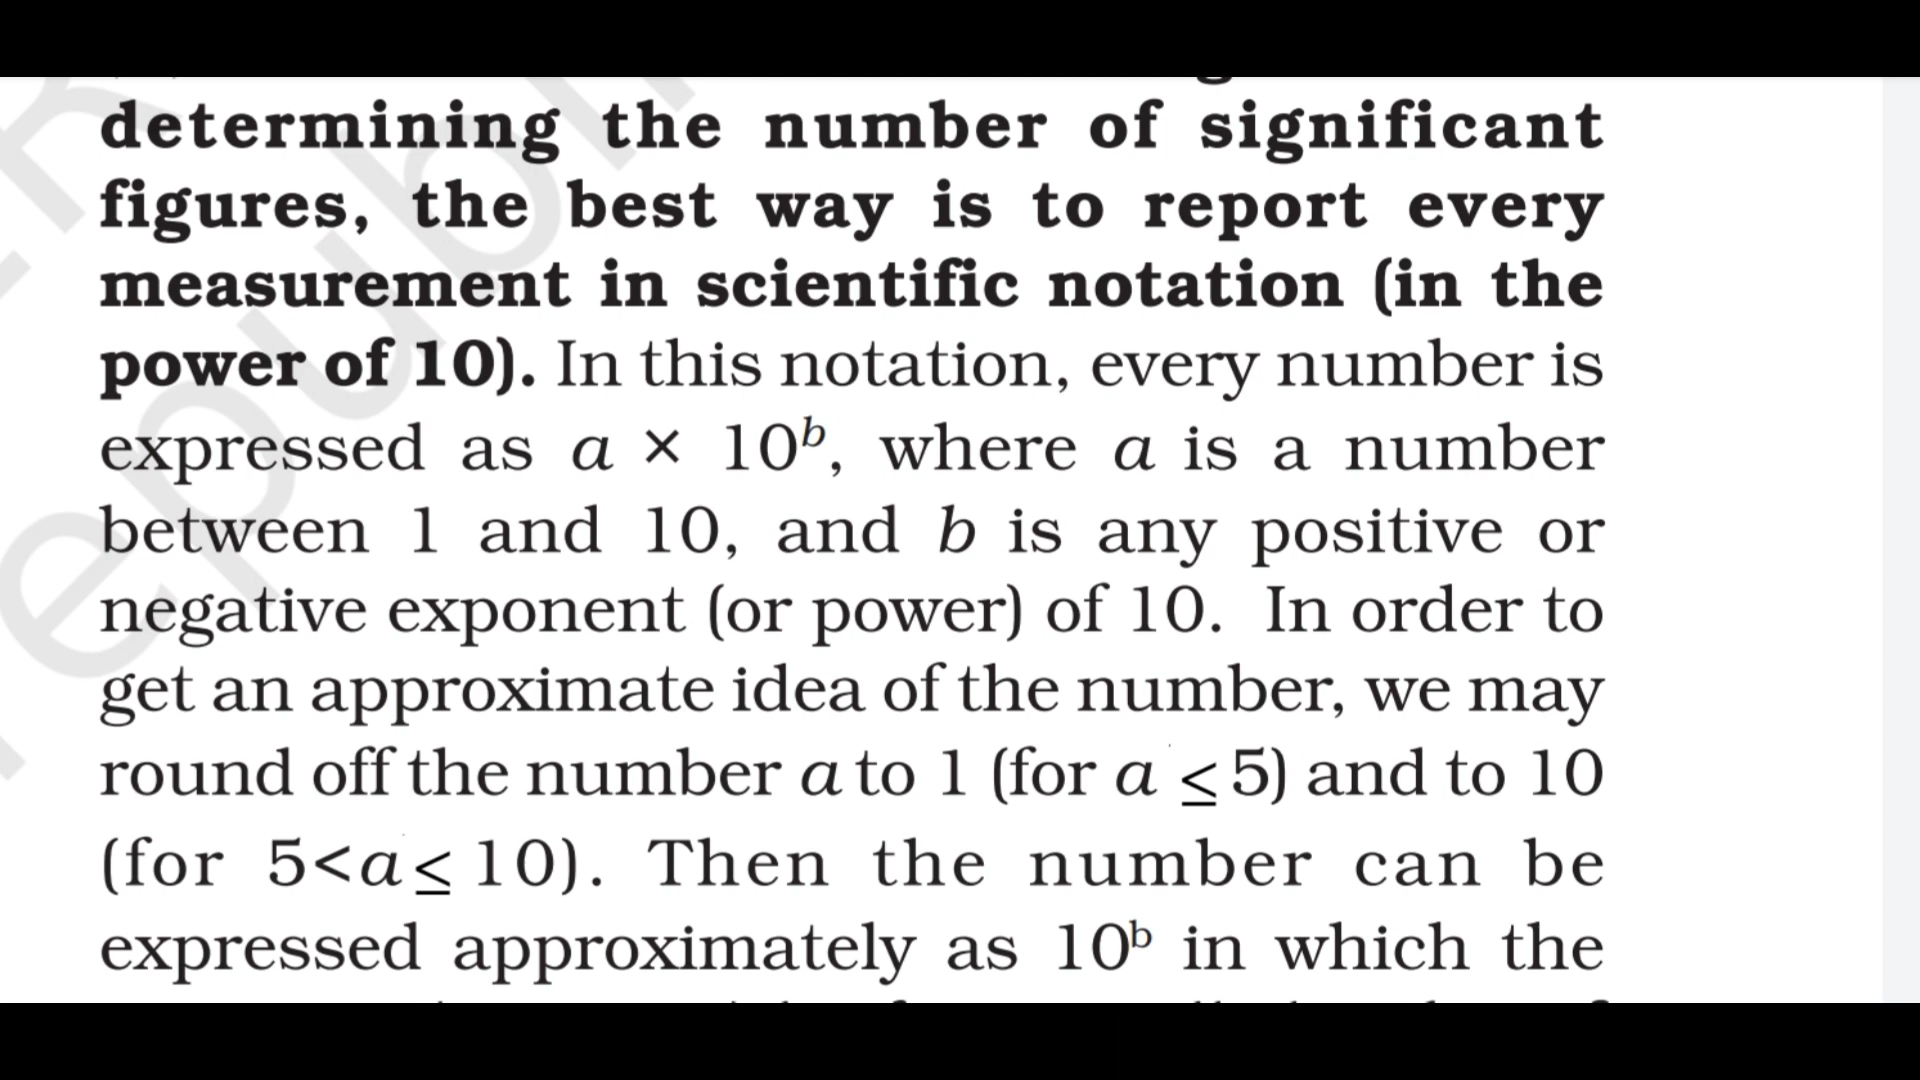 determining the number of significant
figures, the best way is to report every
measurement in scientific notation (in the
power of 10). In this notation, every number is
expressed as a × 10ᵇ, where a is a number
between 1 and 10, and b is any positive or
negative exponent (or power) of 10. In order to
get an approximate idea of the number, we may
round off the number a to 1 (for a ≤ 5) and to 10
(for 5<a≤ 10). Then the number can be
expressed approximately as 10ᵇ in which the